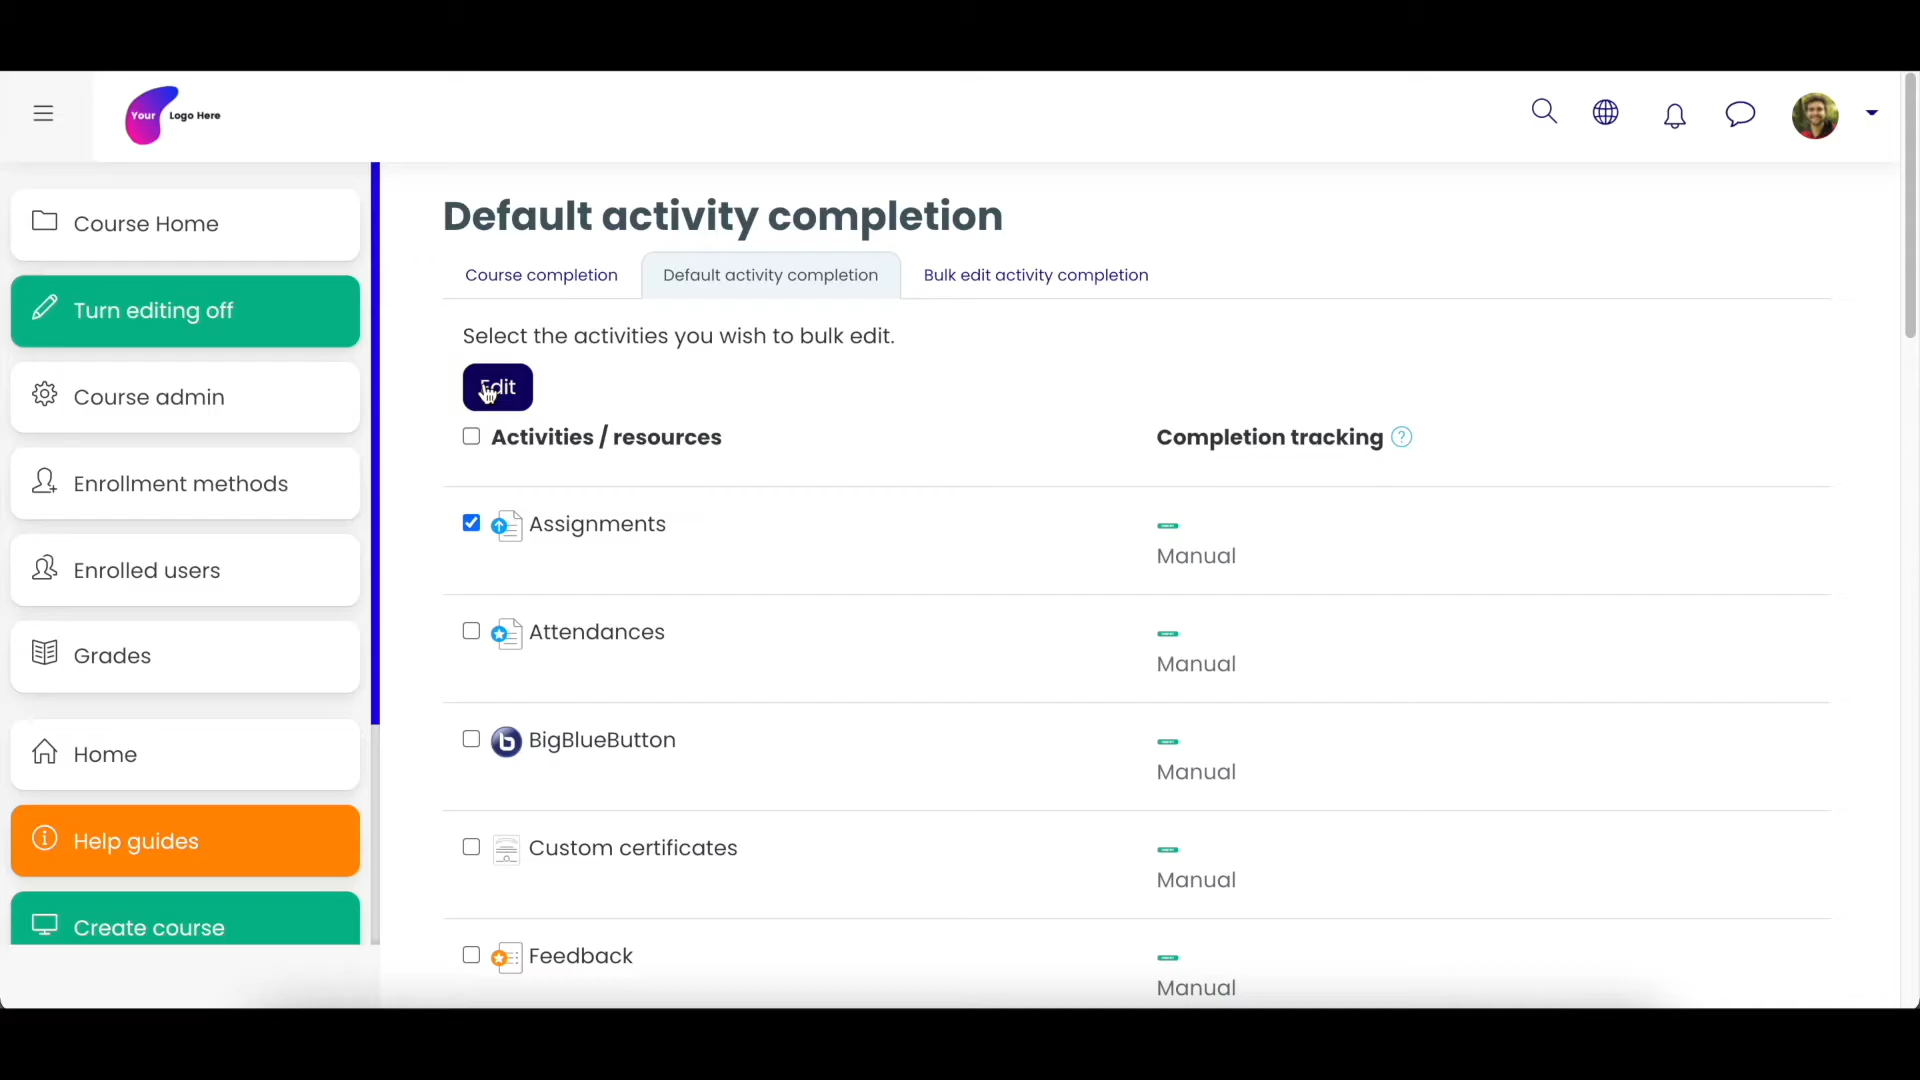 Your Logo Here
Course Home
Turn editing off
Course admin
Enrollment methods
Enrolled users
Grades
Home
Help guides
Create course
Default activity completion
Course completion
Default activity completion
Bulk edit activity completion
Select the activities you wish to bulk edit.
Edit
Activities / resources
Completion tracking
Assignments
Manual
Attendances
Manual
BigBlueButton
Manual
Custom certificates
Manual
Feedback
Manual